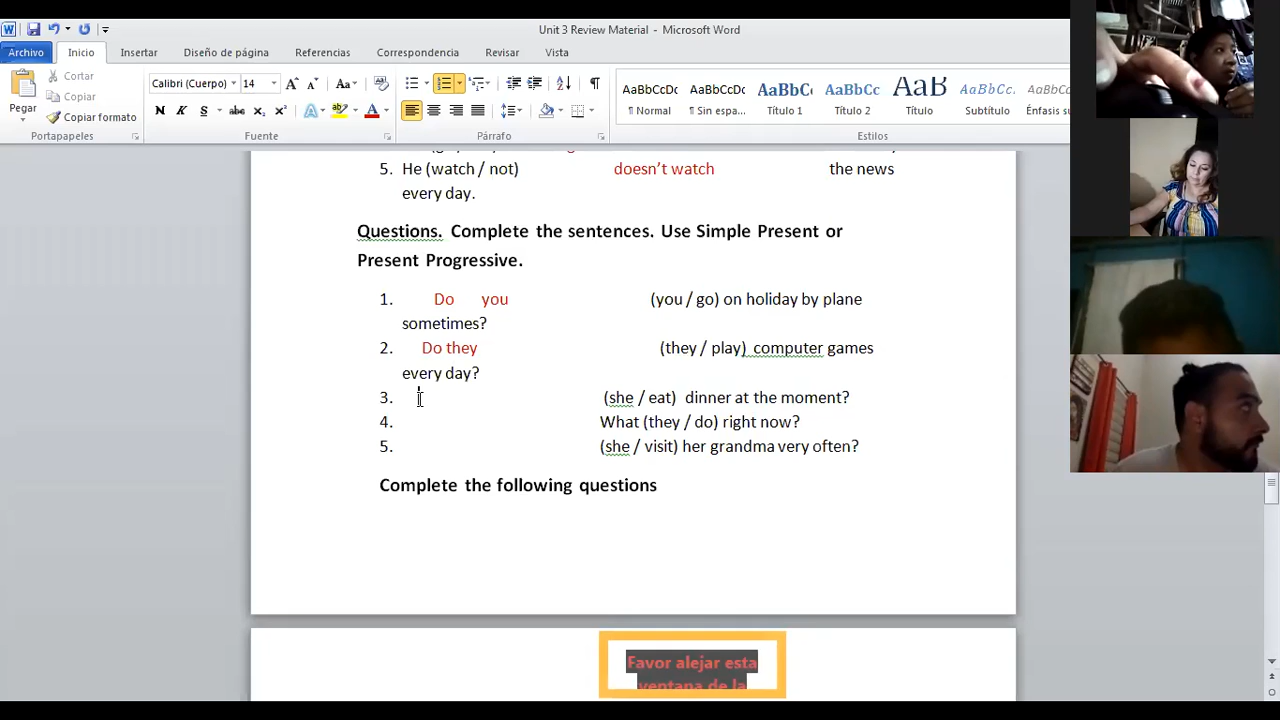 Unit 3 Review Material - Microsoft Word
Archivo Inicio Insertar Diseño de página Referencias Correspondencia Revisar Vista
Pegar
Cortar
Copiar
Copiar formato
Portapapeles
Calibri (Cuerpo) 14
Fuente
Párrafo
AaBbCcDc AaBbCcDc AaBbC AaBbCc AaB AaBbCc. AaBbCcD
¶ Normal ¶ Sin espa... Título 1 Título 2 Título Subtítulo Énfasis su
Estilos
5. He (watch / not) doesn’t watch the news
every day.
Questions. Complete the sentences. Use Simple Present or
Present Progressive.
1. Do you (you / go) on holiday by plane
sometimes?
2. Do they (they / play) computer games
every day?
3. (she / eat) dinner at the moment?
4. What (they / do) right now?
5. (she / visit) her grandma very often?
Complete the following questions
Favor alejar esta
ventana de la